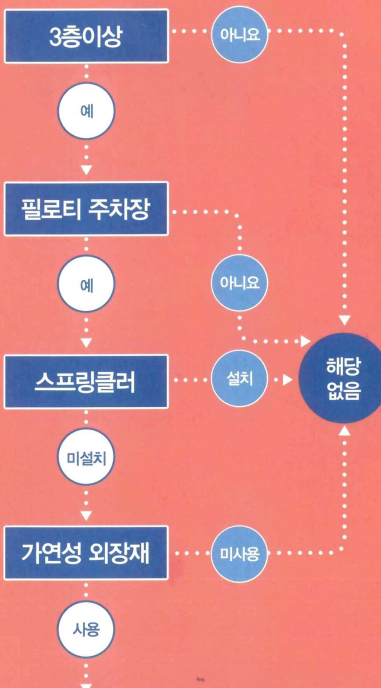 3층이상
아니요
예
필로티 주차장
예
아니요
스프링클러
설치
해당
없음
미설치
가연성 외장재
미사용
사용